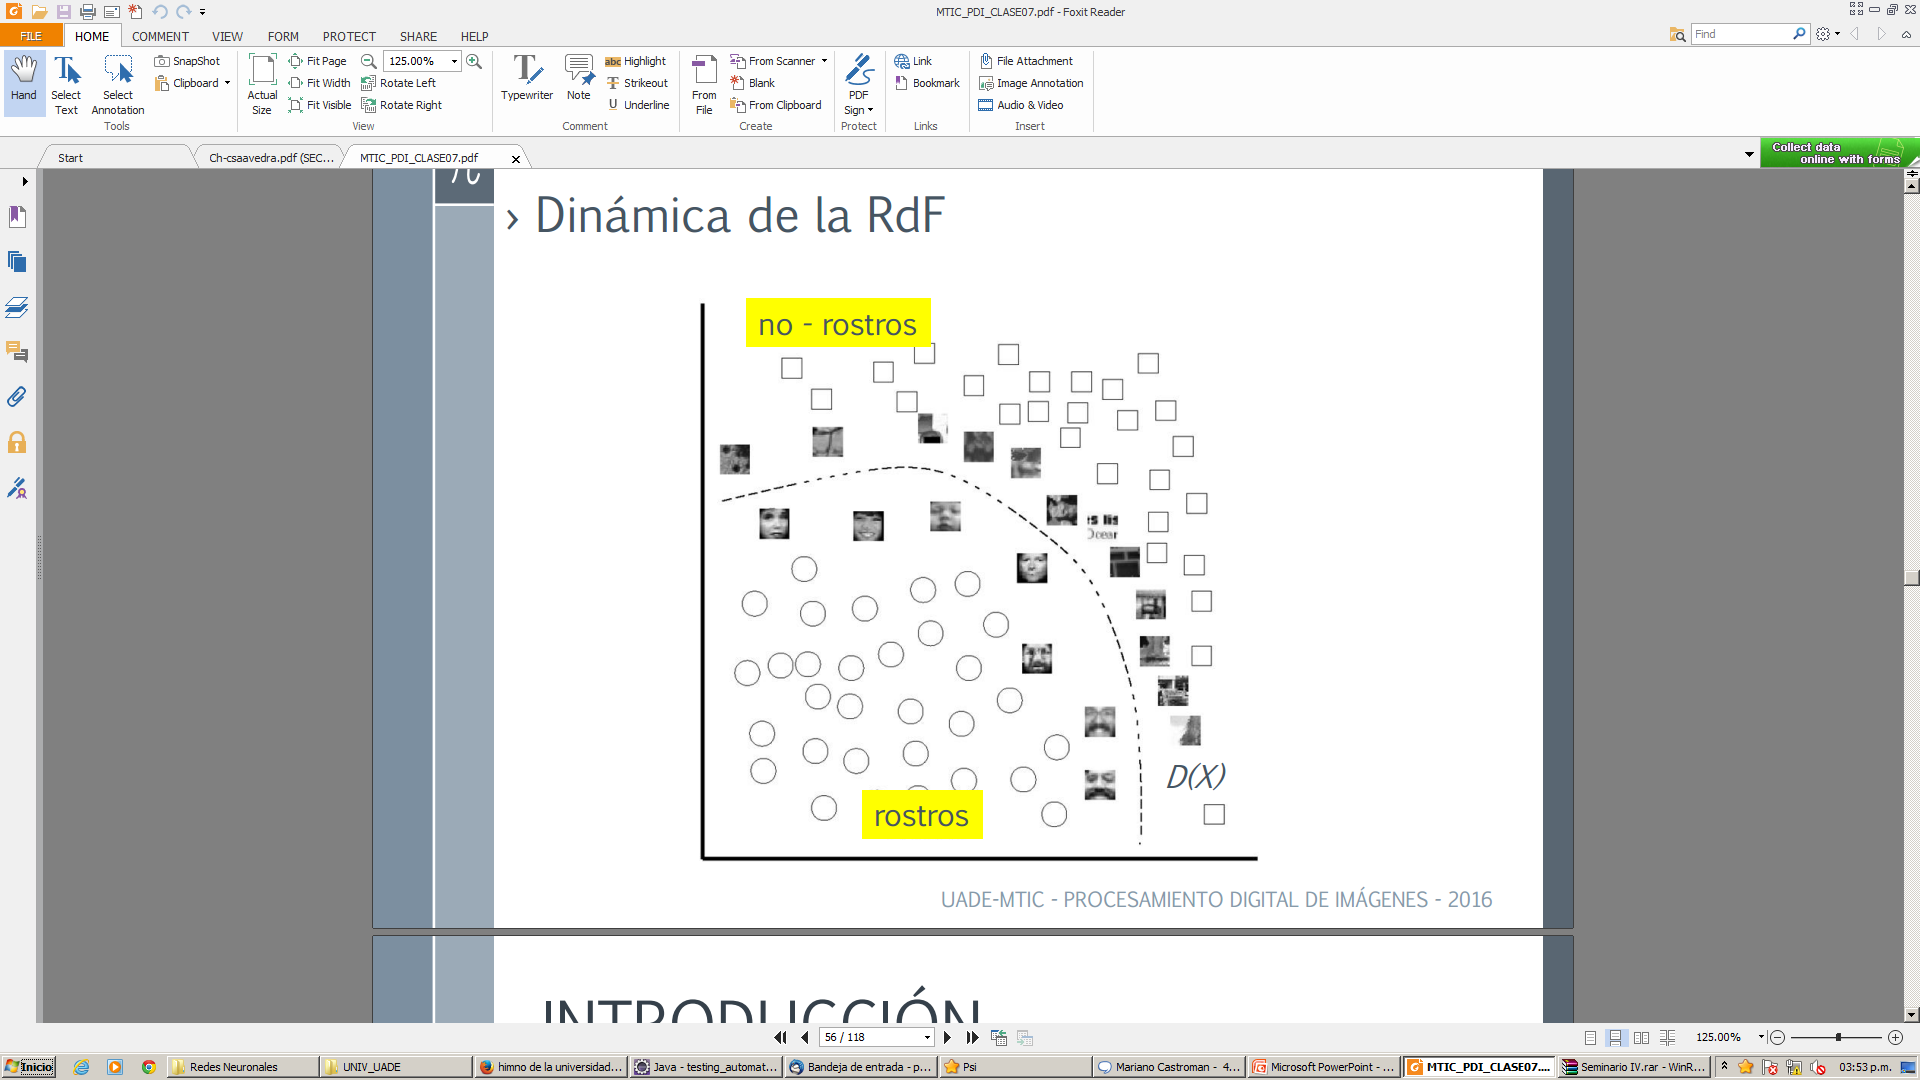 MTIC_PDI_CLASE07.pdf - Foxit Reader
FILE HOME COMMENT VIEW FORM PROTECT SHARE HELP
Find
Hand
Select Text
Select Annotation
SnapShot
Clipboard
Tools
Actual Size
Fit Page
Fit Width
Fit Visible
125.00%
Rotate Left
Rotate Right
View
Typewriter
Note
Highlight
Strikeout
Underline
Comment
From File
From Scanner
Blank
From Clipboard
Create
PDF Sign
Protect
Link
Bookmark
Links
File Attachment
Image Annotation
Audio & Video
Insert
Start
Ch-csaavedra.pdf (SEC...
MTIC_PDI_CLASE07.pdf
Collect data
online with forms
› Dinámica de la RdF
no - rostros
rostros
D(X)
UADE-MTIC - PROCESAMIENTO DIGITAL DE IMÁGENES - 2016
INTRODUCCIÓN
56 / 118
125.00%
Inicio
Redes Neuronales
UNIV_UADE
himno de la universidad...
Java - testing_automat...
Bandeja de entrada - p...
Psi
Mariano Castroman - 4...
Microsoft PowerPoint - ...
MTIC_PDI_CLASE07....
Seminario IV.rar - WinR...
03:53 p.m.